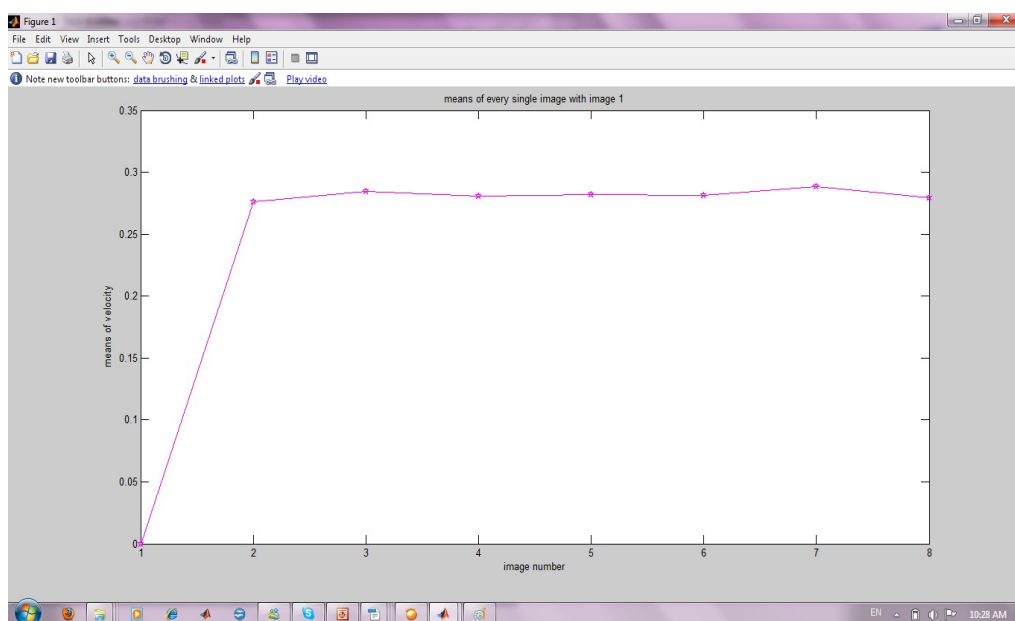 Figure 1
File Edit View Insert Tools Desktop Window Help
Note new toolbar buttons: data brushing & linked plots Play video
means of every single image with image 1
0.35
0.3
0.25
0.2
0.15
0.1
0.05
0
means of velocity
1 2 3 4 5 6 7 8
image number
EN 10:28 AM